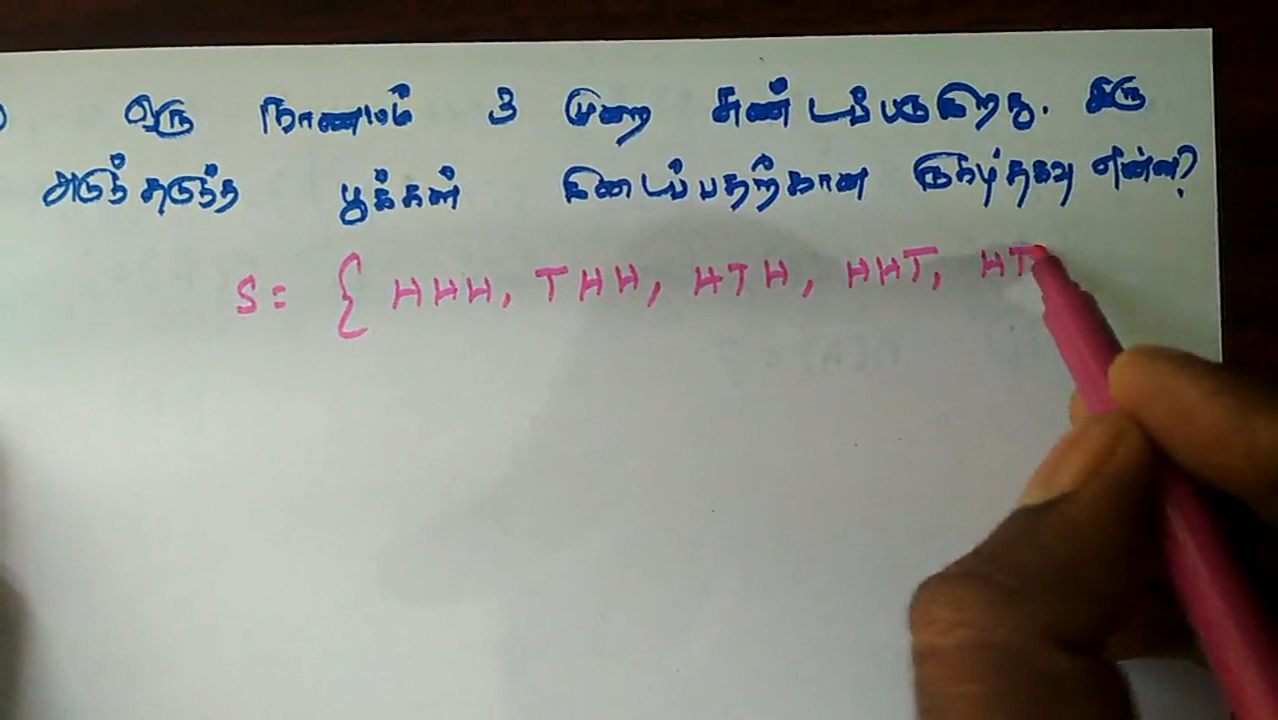 ஒரு நாணயம் 3 முறை சுண்டப்படுகிறது. இரு
அடுத்தடுத்த பூக்கள் கிடைப்பதற்கான நிகழ்தகவு என்ன?
S = { HHH, THH, HTH, HHT, HT